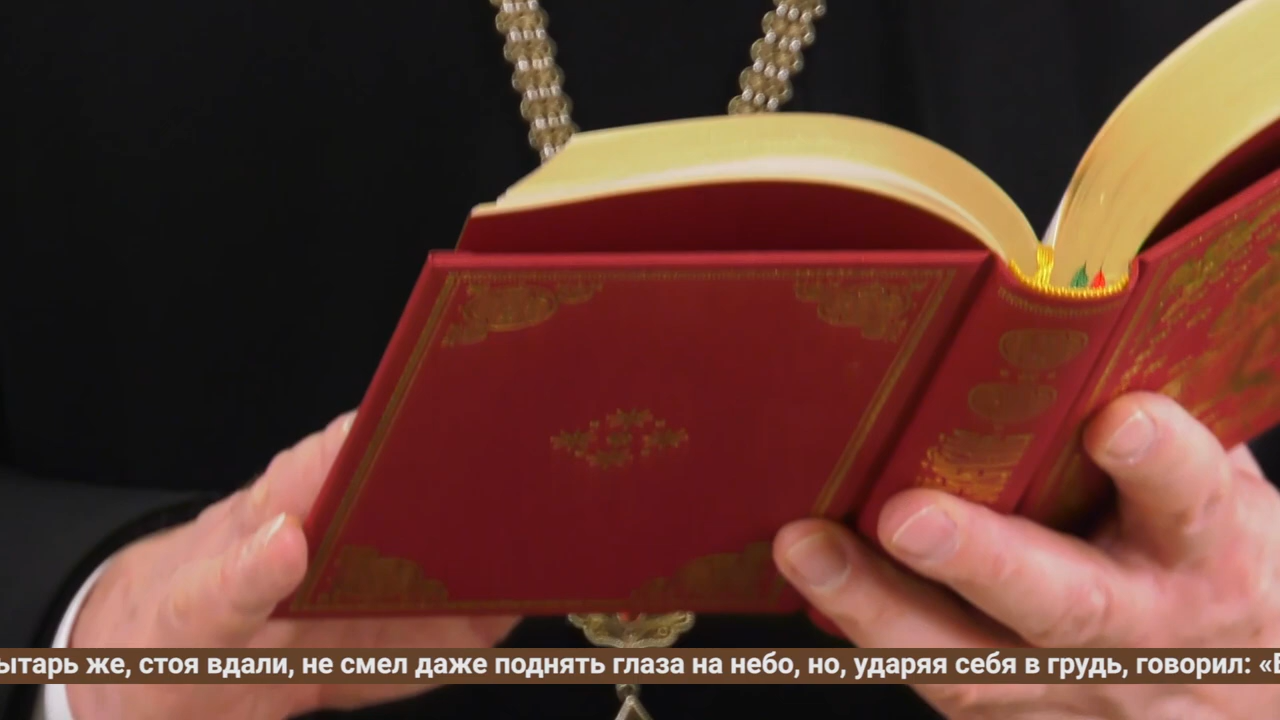 ытарь же, стоя вдали, не смел даже поднять глаза на небо, но, ударяя себя в грудь, говорил: «